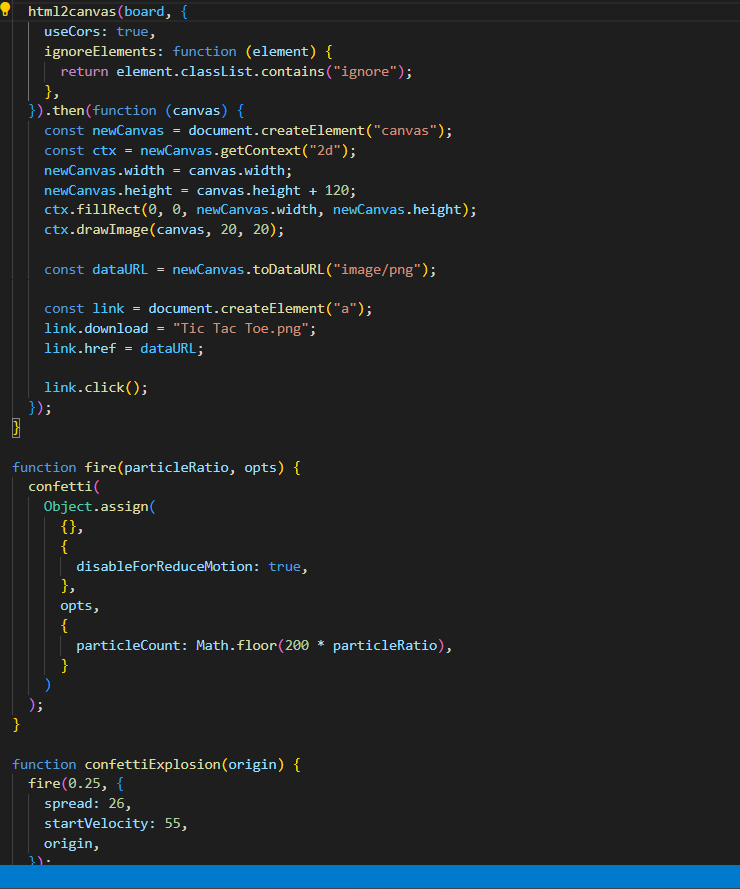 html2canvas(board, {
useCors: true,
ignoreElements: function (element) {
return element.classList.contains("ignore");
},
}).then(function (canvas) {
const newCanvas = document.createElement("canvas");
const ctx = newCanvas.getContext("2d");
newCanvas.width = canvas.width;
newCanvas.height = canvas.height + 120;
ctx.fillRect(0, 0, newCanvas.width, newCanvas.height);
ctx.drawImage(canvas, 20, 20);
const dataURL = newCanvas.toDataURL("image/png");
const link = document.createElement("a");
link.download = "Tic Tac Toe.png";
link.href = dataURL;
link.click();
});
}
function fire(particleRatio, opts) {
confetti(
Object.assign(
{},
{
disableForReduceMotion: true,
},
opts,
{
particleCount: Math.floor(200 * particleRatio),
}
)
);
}
function confettiExplosion(origin) {
fire(0.25, {
spread: 26,
startVelocity: 55,
origin,
});